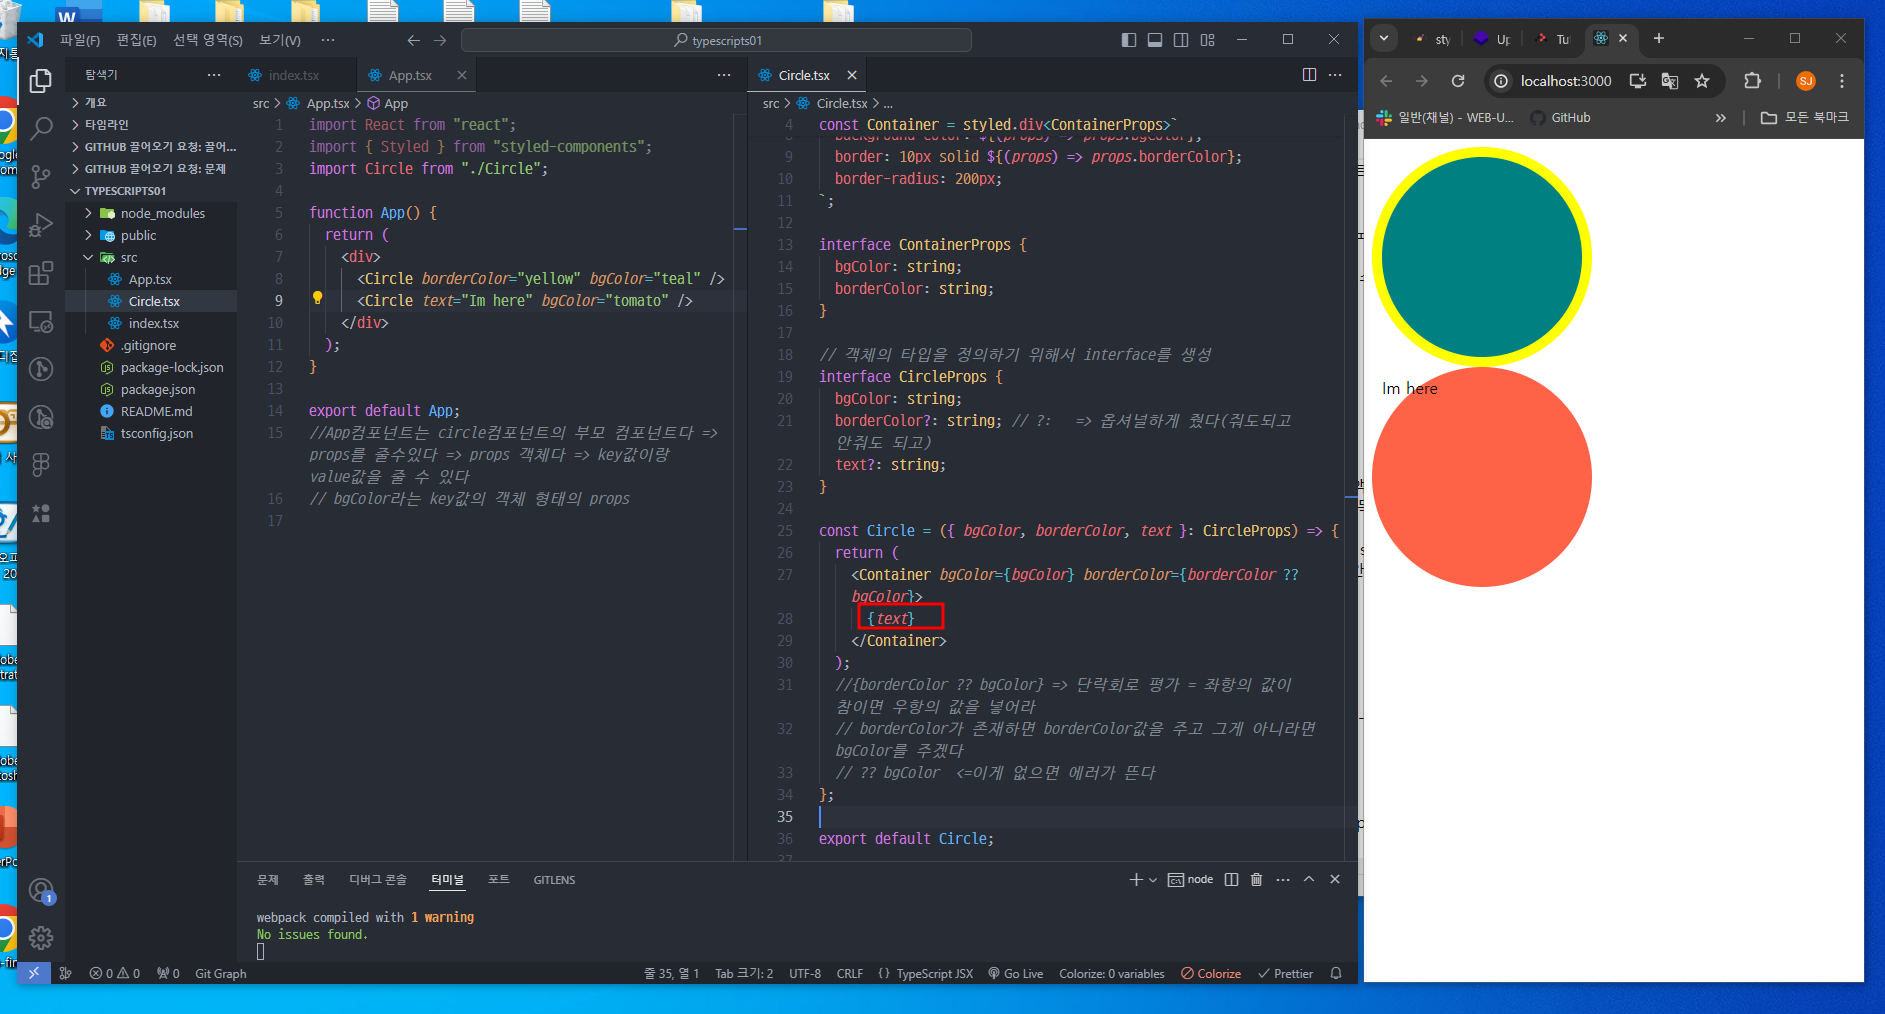 파일(F) 편집(E) 선택 영역(S) 보기(V) ···
typescripts01
탐색기
개요
타임라인
GITHUB 끌어오기 요청: 끌어...
GITHUB 끌어오기 요청: 문제
TYPESCRIPTS01
node_modules
public
src
App.tsx
Circle.tsx
index.tsx
.gitignore
package-lock.json
package.json
README.md
tsconfig.json
index.tsx App.tsx
src > App.tsx > App
1 import React from "react";
2 import { Styled } from "styled-components";
3 import Circle from "./Circle";
4
5 function App() {
6 return (
7 <div>
8 <Circle borderColor="yellow" bgColor="teal" />
9 <Circle text="Im here" bgColor="tomato" />
10 </div>
11 );
12 }
13
14 export default App;
15 //App컴포넌트는 circle컴포넌트의 부모 컴포넌트다 =>
props를 줄수있다 => props 객체다 => key값이랑
value값을 줄 수 있다
16 // bgColor라는 key값의 객체 형태의 props
17
Circle.tsx
src > Circle.tsx > ...
4 const Container = styled.div<ContainerProps>`
background-color: ${(props) => props.bgColor};
9 border: 10px solid ${(props) => props.borderColor};
10 border-radius: 200px;
11 `;
12
13 interface ContainerProps {
14 bgColor: string;
15 borderColor: string;
16 }
17
18 // 객체의 타입을 정의하기 위해서 interface를 생성
19 interface CircleProps {
20 bgColor: string;
21 borderColor?: string; // ?: => 옵셔널하게 줬다(줘도되고
안줘도 되고)
22 text?: string;
23 }
24
25 const Circle = ({ bgColor, borderColor, text }: CircleProps) => {
26 return (
27 <Container bgColor={bgColor} borderColor={borderColor ??
bgColor}>
28 {text}
29 </Container>
30 );
31 //{borderColor ?? bgColor} => 단락회로 평가 = 좌항의 값이
참이면 우항의 값을 넣어라
32 // borderColor가 존재하면 borderColor값을 주고 그게 아니라면
bgColor를 주겠다
33 // ?? bgColor <=이게 없으면 에러가 뜬다
34 };
35
36 export default Circle;
37
문제 출력 디버그 콘솔 터미널 포트 GITLENS
node
webpack compiled with 1 warning
No issues found.
1
0 0 0 Git Graph
줄 35, 열 1 Tab 크기: 2 UTF-8 CRLF {} TypeScript JSX Go Live Colorize: 0 variables Colorize Prettier
sty Up Tu
localhost:3000
SJ
일반(채널) - WEB-U... GitHub » 모든 북마크
Im here